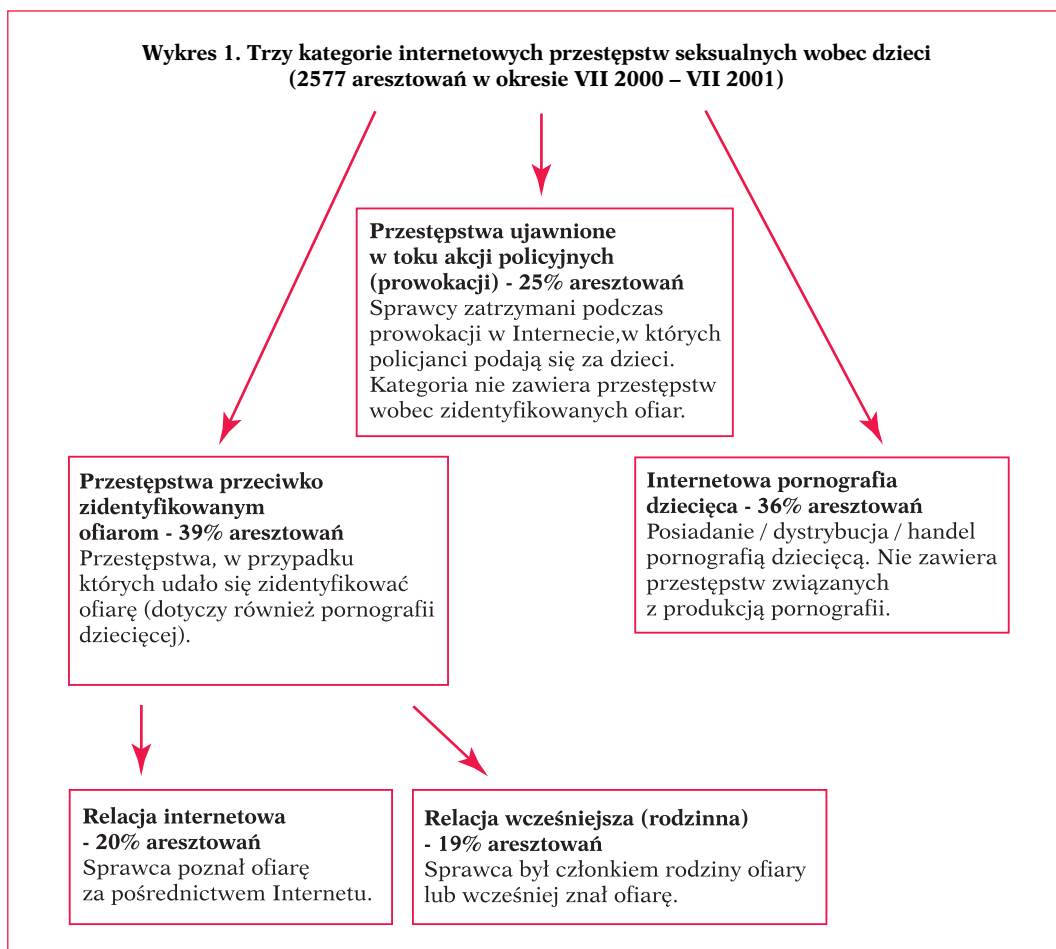 Wykres 1. Trzy kategorie internetowych przestępstw seksualnych wobec dzieci
(2577 aresztowań w okresie VII 2000 – VII 2001)
Przestępstwa ujawnione
w toku akcji policyjnych
(prowokacji) - 25% aresztowań
Sprawcy zatrzymani podczas
prowokacji w Internecie,w których
policjanci podają się za dzieci.
Kategoria nie zawiera przestępstw
wobec zidentyfikowanych ofiar.
Przestępstwa przeciwko
zidentyfikowanym
ofiarom - 39% aresztowań
Przestępstwa, w przypadku
których udało się zidentyfikować
ofiarę (dotyczy również pornografii
dziecięcej).
Internetowa pornografia
dziecięca - 36% aresztowań
Posiadanie / dystrybucja / handel
pornografią dziecięcą. Nie zawiera
przestępstw związanych
z produkcją pornografii.
Relacja internetowa
- 20% aresztowań
Sprawca poznał ofiarę
za pośrednictwem Internetu.
Relacja wcześniejsza (rodzinna)
- 19% aresztowań
Sprawca był członkiem rodziny ofiary
lub wcześniej znał ofiarę.